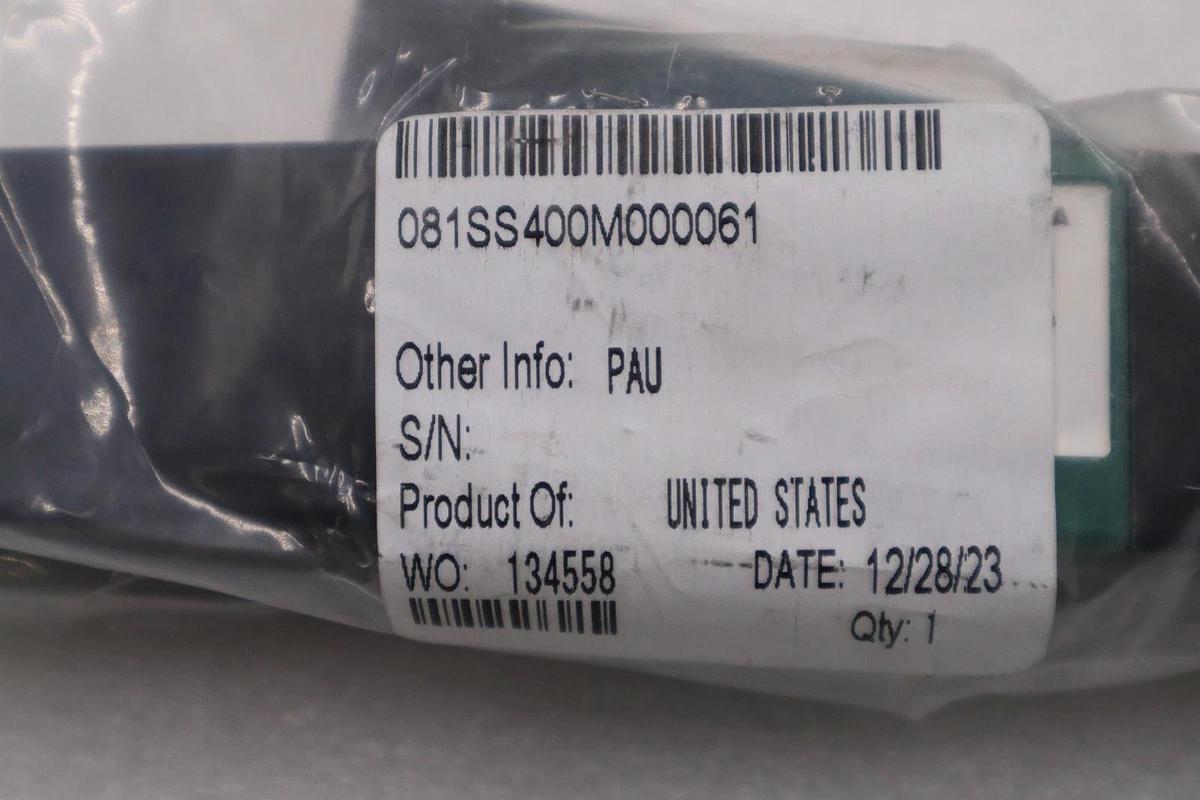 081SS400M000061
Other Info: PAU
S/N:
Product Of: UNITED STATES
WO: 134558 DATE: 12/28/23
Qty: 1